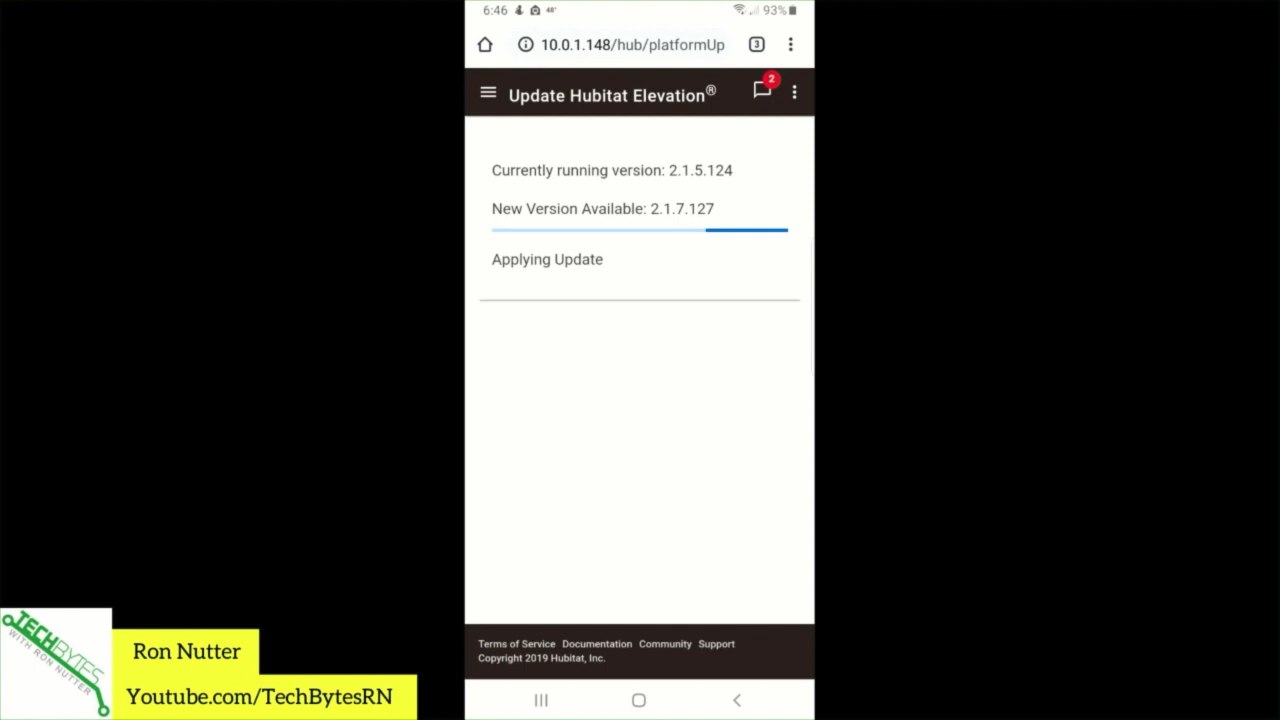 6:46 48°
93%
10.0.1.148/hub/platformUp
3
Update Hubitat Elevation®
2
Currently running version: 2.1.5.124
New Version Available: 2.1.7.127
Applying Update
Terms of Service Documentation Community Support
Copyright 2019 Hubitat, Inc.
TECHBYTES
WITH RON NUTTER
Ron Nutter
Youtube.com/TechBytesRN